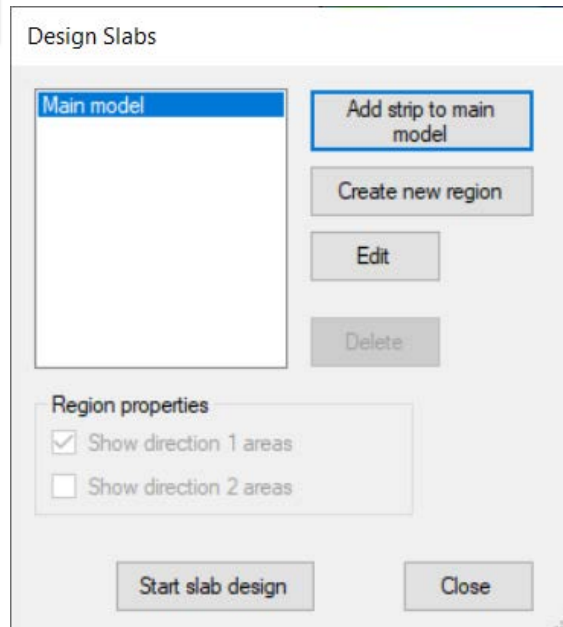 Design Slabs
Main model
Add strip to main
model
Create new region
Edit
Delete
Region properties
Show direction 1 areas
Show direction 2 areas
Start slab design
Close